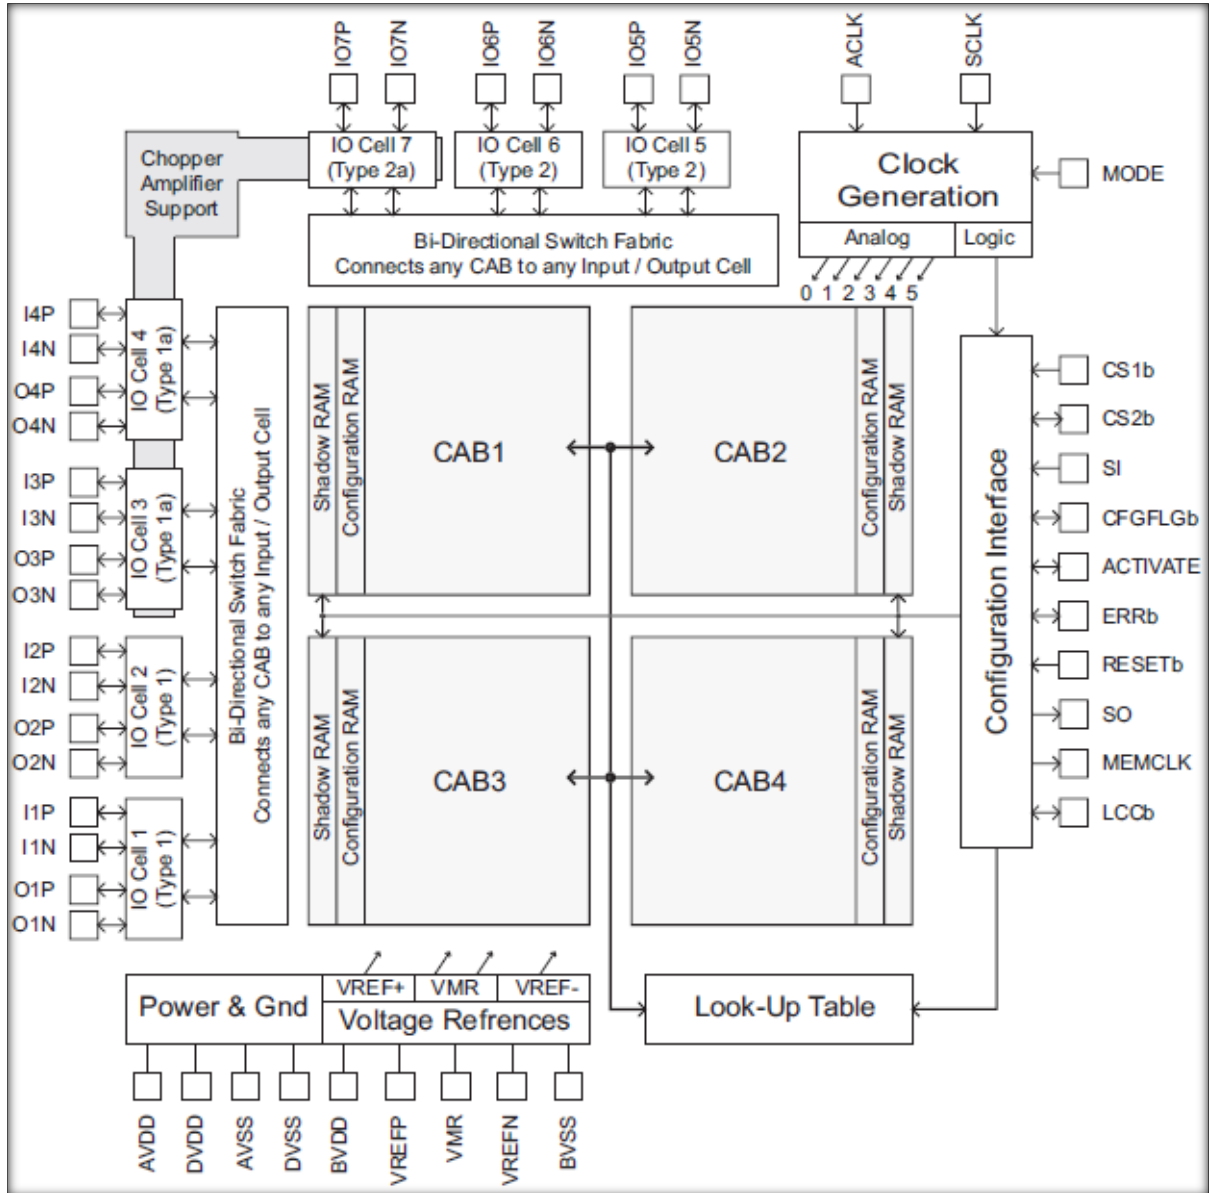 IO7P
IO7N
IO6P
IO6N
IO5P
IO5N
ACLK
SCLK
Chopper
Amplifier
Support
IO Cell 7
(Type 2a)
IO Cell 6
(Type 2)
IO Cell 5
(Type 2)
Clock
Generation
MODE
Analog
Logic
Bi-Directional Switch Fabric
Connects any CAB to any Input / Output Cell
0 1 2 3 4 5
I4P
I4N
O4P
O4N
IO Cell 4
(Type 1a)
I3P
I3N
O3P
O3N
IO Cell 3
(Type 1a)
I2P
I2N
O2P
O2N
IO Cell 2
(Type 1)
I1P
I1N
O1P
O1N
IO Cell 1
(Type 1)
Bi-Directional Switch Fabric
Connects any CAB to any Input / Output Cell
Shadow RAM
Configuration RAM
CAB1
CAB2
Configuration RAM
Shadow RAM
Shadow RAM
Configuration RAM
CAB3
CAB4
Configuration RAM
Shadow RAM
Configuration Interface
CS1b
CS2b
SI
CFGFLGb
ACTIVATE
ERRb
RESETb
SO
MEMCLK
LCCb
Power & Gnd
VREF+
VMR
VREF-
Voltage Refrences
Look-Up Table
AVDD
DVDD
AVSS
DVSS
BVDD
VREFP
VMR
VREFN
BVSS